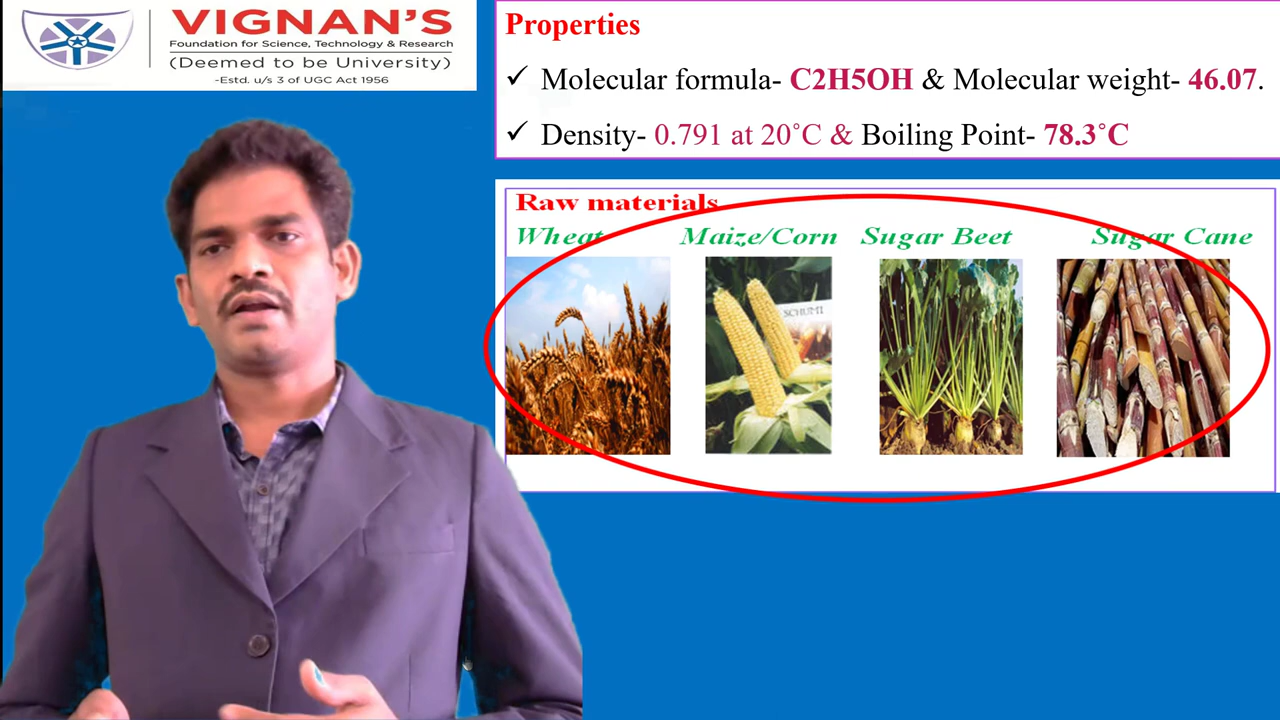 VIGNAN'S
Foundation for Science, Technology & Research
(Deemed to be University)
-Estd. u/s 3 of UGC Act 1956
Properties
✓ Molecular formula- C2H5OH & Molecular weight- 46.07.
✓ Density- 0.791 at 20˚C & Boiling Point- 78.3˚C
Raw materials
Wheat Maize/Corn Sugar Beet Sugar Cane
SCHUMI